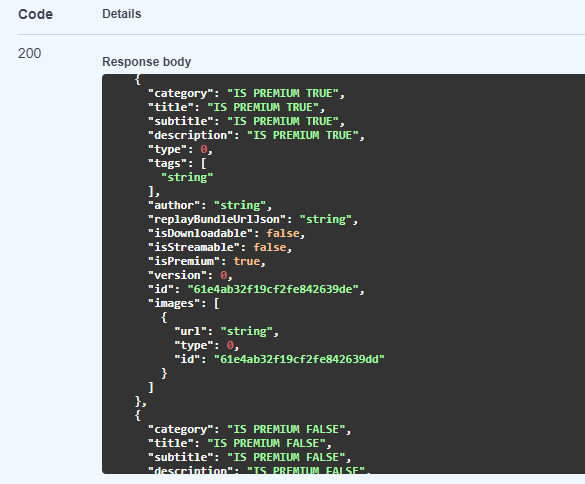 Code Details
200
Response body
{
"category": "IS PREMIUM TRUE",
"title": "IS PREMIUM TRUE",
"subtitle": "IS PREMIUM TRUE",
"description": "IS PREMIUM TRUE",
"type": 0,
"tags": [
"string"
],
"author": "string",
"replayBundleUrlJson": "string",
"isDownloadable": false,
"isStreamable": false,
"isPremium": true,
"version": 0,
"id": "61e4ab32f19cf2fe842639de",
"images": [
{
"url": "string",
"type": 0,
"id": "61e4ab32f19cf2fe842639dd"
}
]
},
{
"category": "IS PREMIUM FALSE",
"title": "IS PREMIUM FALSE",
"subtitle": "IS PREMIUM FALSE",
"description": "IS PREMIUM FALSE",